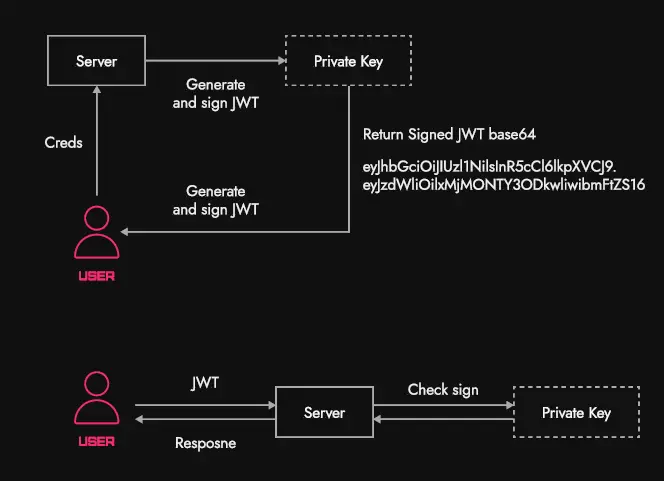 Server
Private Key
Generate
and sign JWT
Creds
Return Signed JWT base64
eyJhbGciOiJIUzI1NiIsInR5cCI6IkpXVCJ9.
eyJzdWIiOiIxMjMONTY3ODkwIiwibmFtZS16
Generate
and sign JWT
USER
JWT
Check sign
Server
Private Key
Resposne
USER